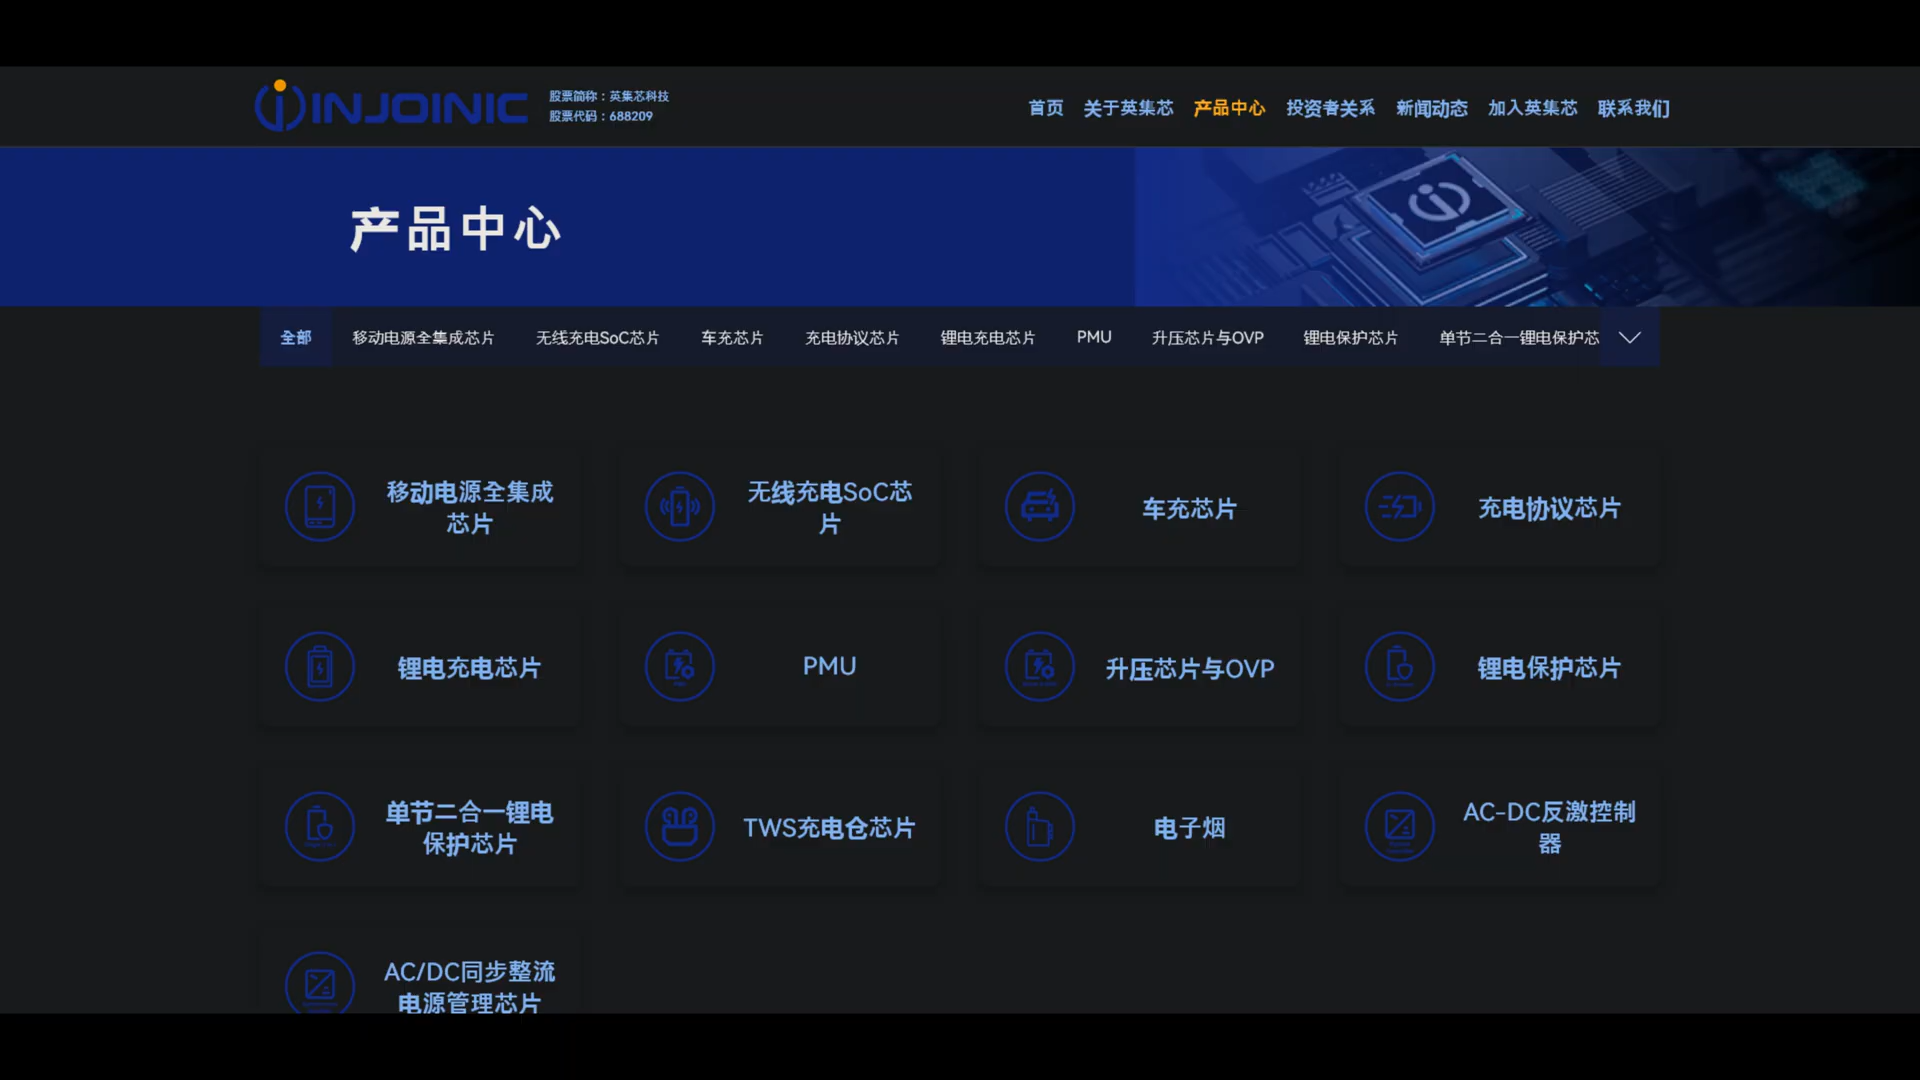 INJOINIC
股票简称：英集芯科技
股票代码：688209
首页 关于英集芯 产品中心 投资者关系 新闻动态 加入英集芯 联系我们
产品中心
全部 移动电源全集成芯片 无线充电SoC芯片 车充芯片 充电协议芯片 锂电充电芯片 PMU 升压芯片与OVP 锂电保护芯片 单节二合一锂电保护芯
移动电源全集成
芯片
无线充电SoC芯
片
车充芯片
充电协议芯片
锂电充电芯片
PMU
升压芯片与OVP
锂电保护芯片
单节二合一锂电
保护芯片
TWS充电仓芯片
电子烟
AC-DC反激控制
器
AC/DC同步整流
电源管理芯片